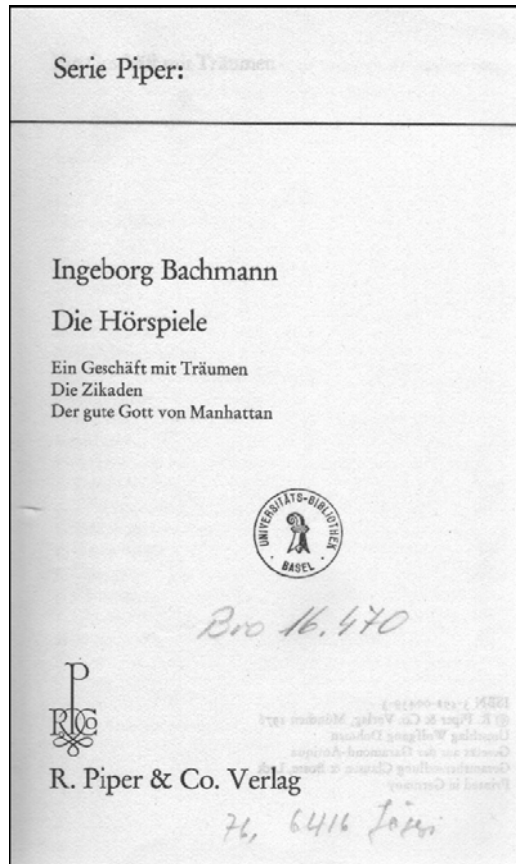 Serie Piper:
Ingeborg Bachmann
Die Hörspiele
Ein Geschäft mit Träumen
Die Zikaden
Der gute Gott von Manhattan
UNIVERSITÄTS-BIBLIOTHEK
· BASEL ·
Bro 16.470
R. Piper & Co. Verlag
76, 6416